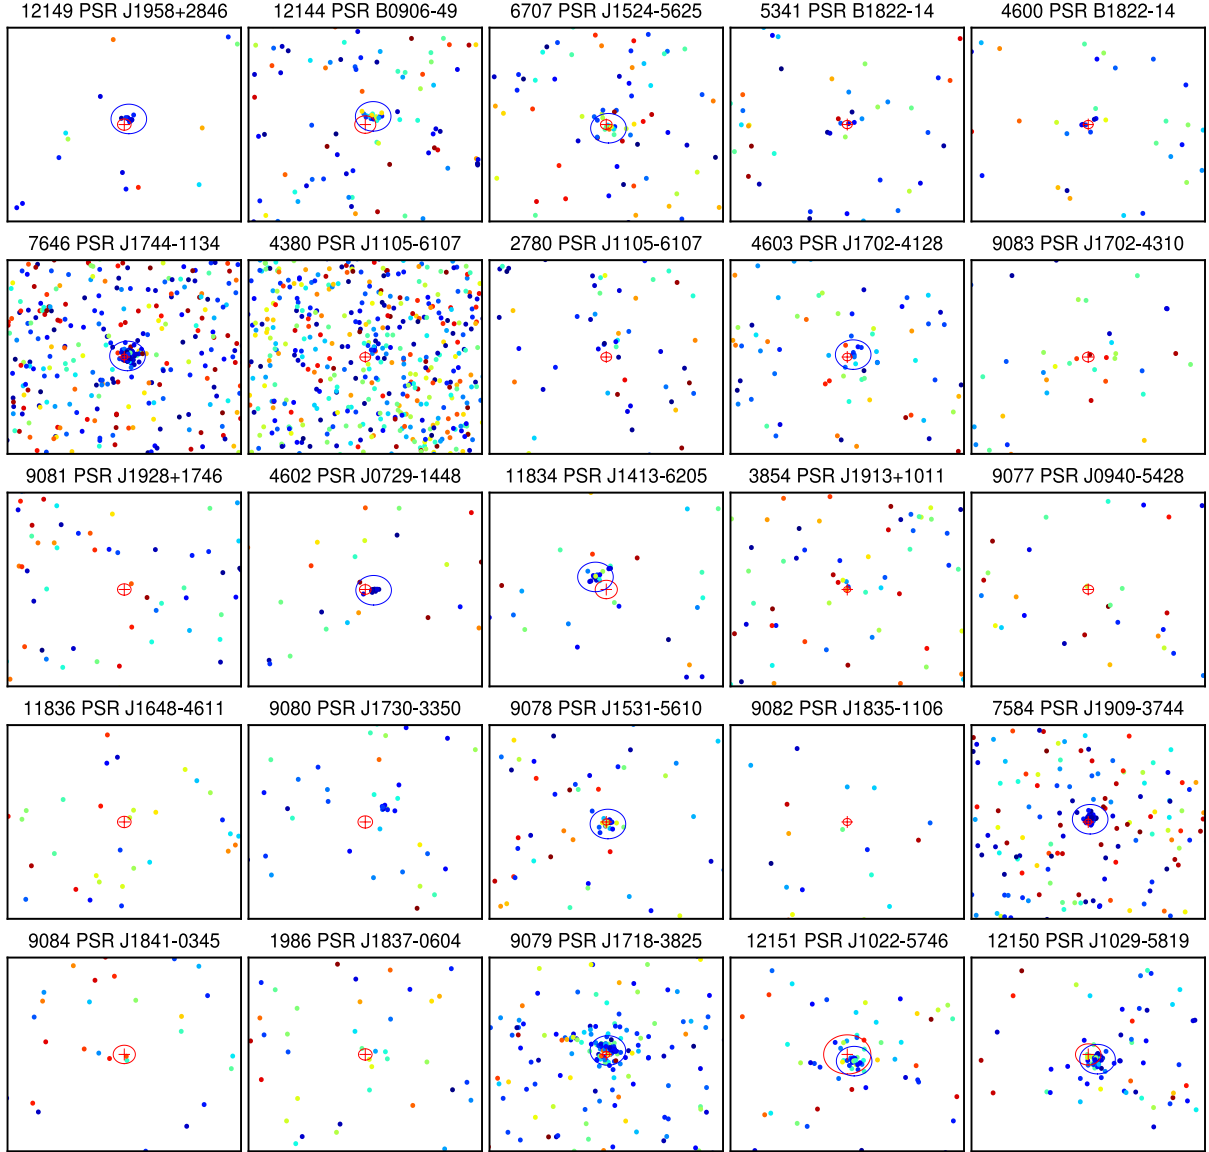 12149 PSR J1958+2846 12144 PSR B0906-49 6707 PSR J1524-5625 5341 PSR B1822-14 4600 PSR B1822-14
7646 PSR J1744-1134 4380 PSR J1105-6107 2780 PSR J1105-6107 4603 PSR J1702-4128 9083 PSR J1702-4310
9081 PSR J1928+1746 4602 PSR J0729-1448 11834 PSR J1413-6205 3854 PSR J1913+1011 9077 PSR J0940-5428
11836 PSR J1648-4611 9080 PSR J1730-3350 9078 PSR J1531-5610 9082 PSR J1835-1106 7584 PSR J1909-3744
9084 PSR J1841-0345 1986 PSR J1837-0604 9079 PSR J1718-3825 12151 PSR J1022-5746 12150 PSR J1029-5819